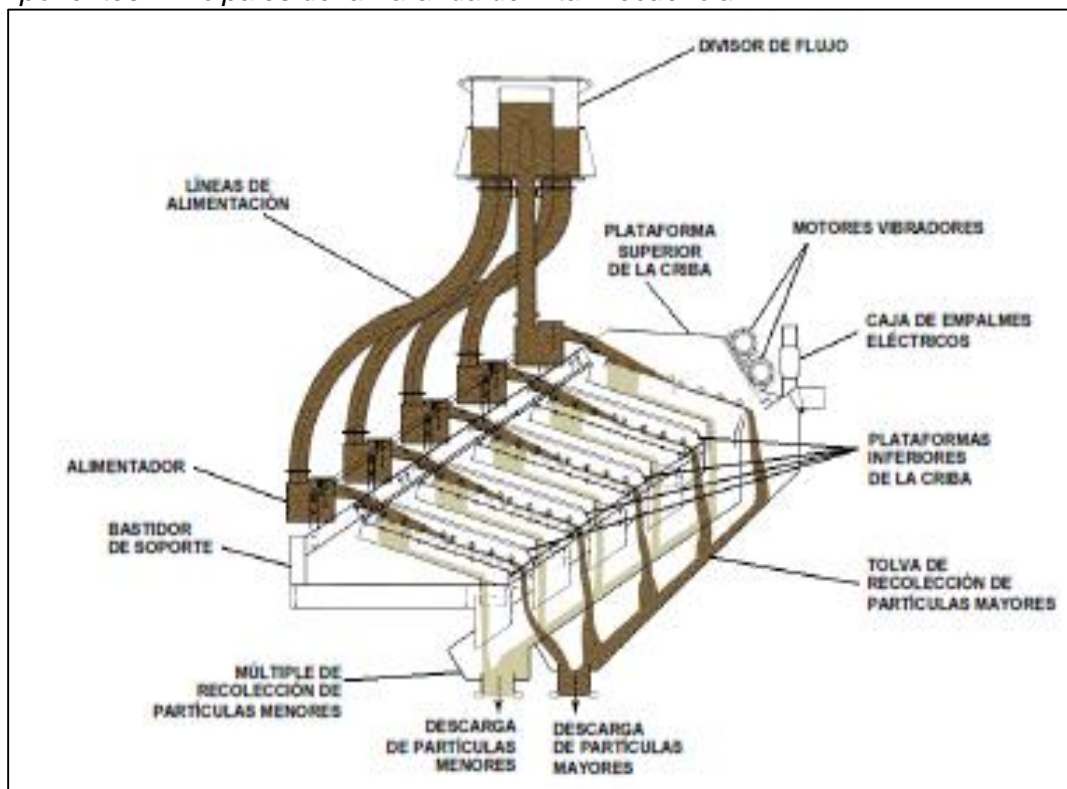 DIVISOR DE FLUJO
LÍNEAS DE
ALIMENTACIÓN
PLATAFORMA
SUPERIOR
DE LA CRIBA
MOTORES VIBRADORES
CAJA DE EMPALMES
ELÉCTRICOS
ALIMENTADOR
PLATAFORMAS
INFERIORES
DE LA CRIBA
BASTIDOR
DE SOPORTE
TOLVA DE
RECOLECCIÓN DE
PARTÍCULAS MAYORES
MÚLTIPLE DE
RECOLECCIÓN DE
PARTÍCULAS MENORES
DESCARGA
DE PARTÍCULAS
MENORES
DESCARGA
DE PARTÍCULAS
MAYORES